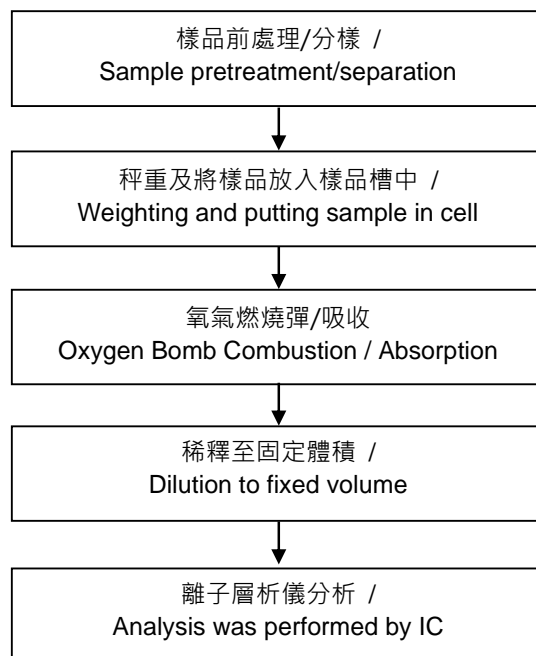 樣品前處理/分樣 /
Sample pretreatment/separation
秤重及將樣品放入樣品槽中 /
Weighting and putting sample in cell
氧氣燃燒彈/吸收
Oxygen Bomb Combustion / Absorption
稀釋至固定體積 /
Dilution to fixed volume
離子層析儀分析 /
Analysis was performed by IC